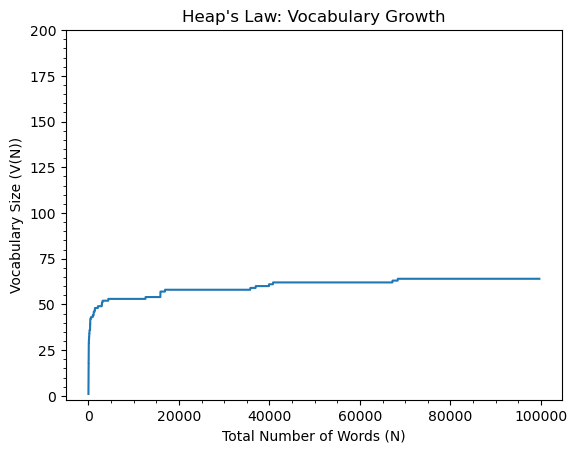 Heap's Law: Vocabulary Growth
Vocabulary Size (V(N))
200
175
150
125
100
75
50
25
0
0 20000 40000 60000 80000 100000
Total Number of Words (N)